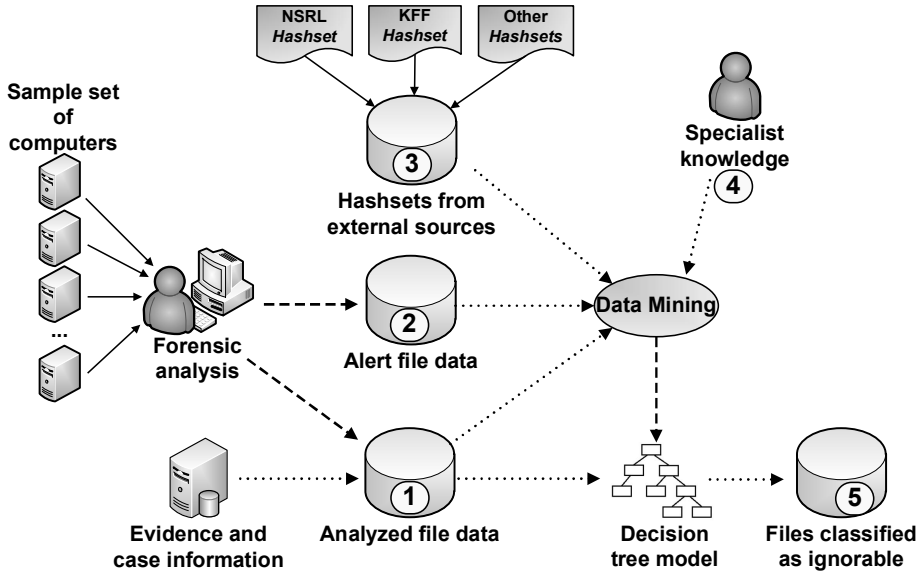 NSRL
Hashset
KFF
Hashset
Other
Hashsets
Sample set
of
computers
...
3
Hashsets from
external sources
Specialist
knowledge
4
Forensic
analysis
2
Alert file data
Data Mining
Evidence and
case information
1
Analyzed file data
Decision
tree model
5
Files classified
as ignorable